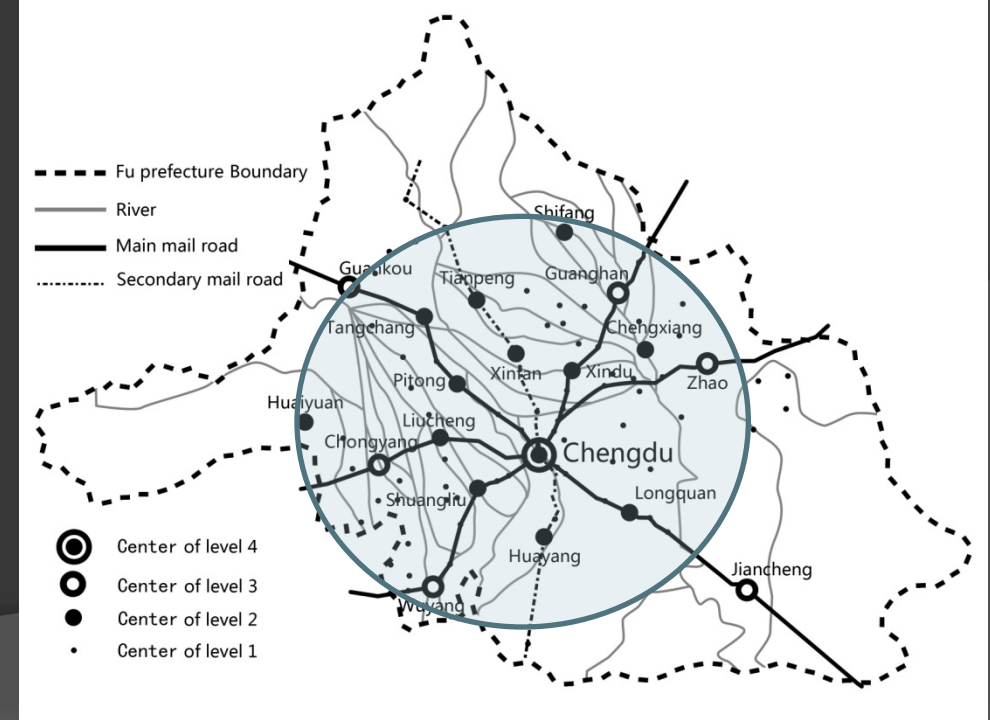 Fu prefecture Boundary
River
Main mail road
Secondary mail road
Shifang
Guankou
Tianpeng
Guanghan
Tangchang
Chengxiang
Xinfan
Xindu
Zhao
Pitong
Huaiyuan
Liucheng
Chongyang
Chengdu
Shuangliu
Longquan
Huayang
Jiancheng
Wuyang
Center of level 4
Center of level 3
Center of level 2
Center of level 1